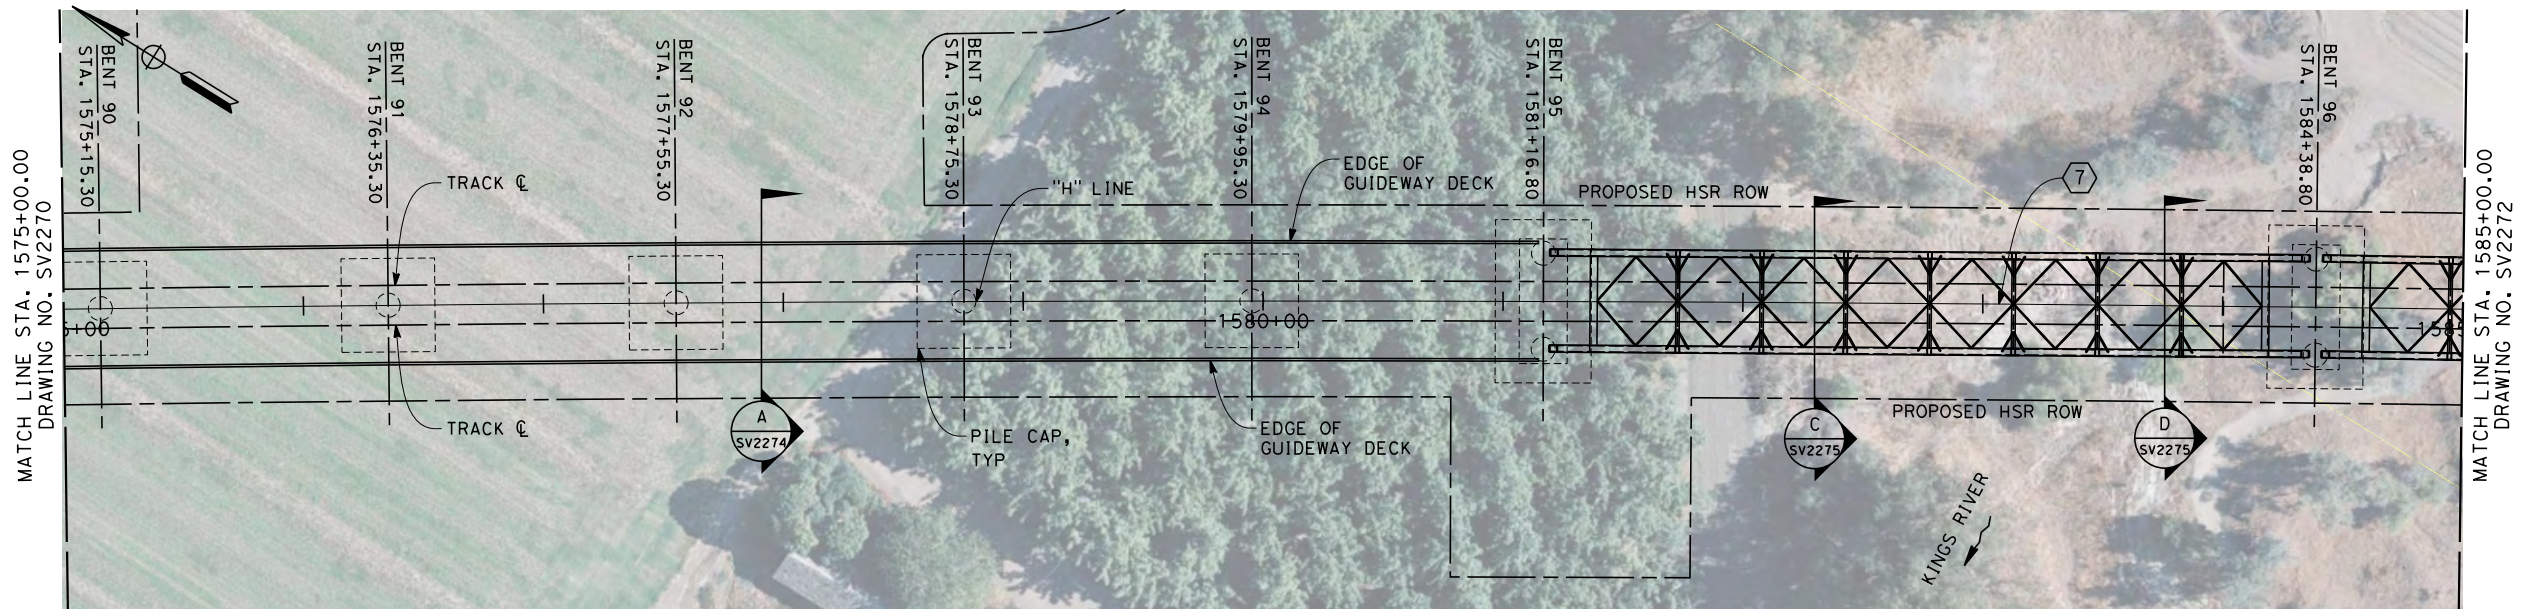 MATCH LINE STA. 1575+00.00
DRAWING NO. SV2270
BENT 90
STA. 1575+15.30
BENT 91
STA. 1576+35.30
BENT 92
STA. 1577+55.30
BENT 93
STA. 1578+75.30
BENT 94
STA. 1579+95.30
BENT 95
STA. 1581+16.80
BENT 96
STA. 1584+38.80
TRACK ℄
"H" LINE
EDGE OF
GUIDEWAY DECK
PROPOSED HSR ROW
7
5+00
1580+00
158
TRACK ℄
A
SV2274
PILE CAP,
TYP
EDGE OF
GUIDEWAY DECK
C
SV2275
PROPOSED HSR ROW
D
SV2275
KINGS RIVER
MATCH LINE STA. 1585+00.00
DRAWING NO. SV2272